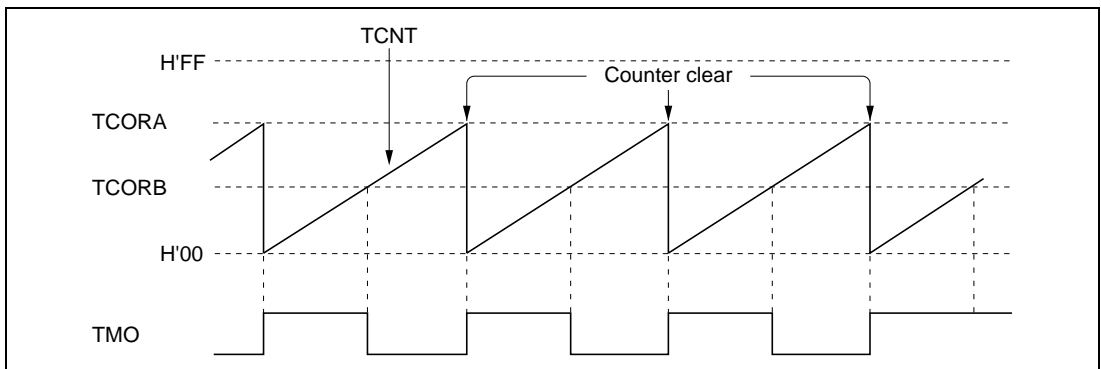 TCNT
H'FF
Counter clear
TCORA
TCORB
H'00
TMO